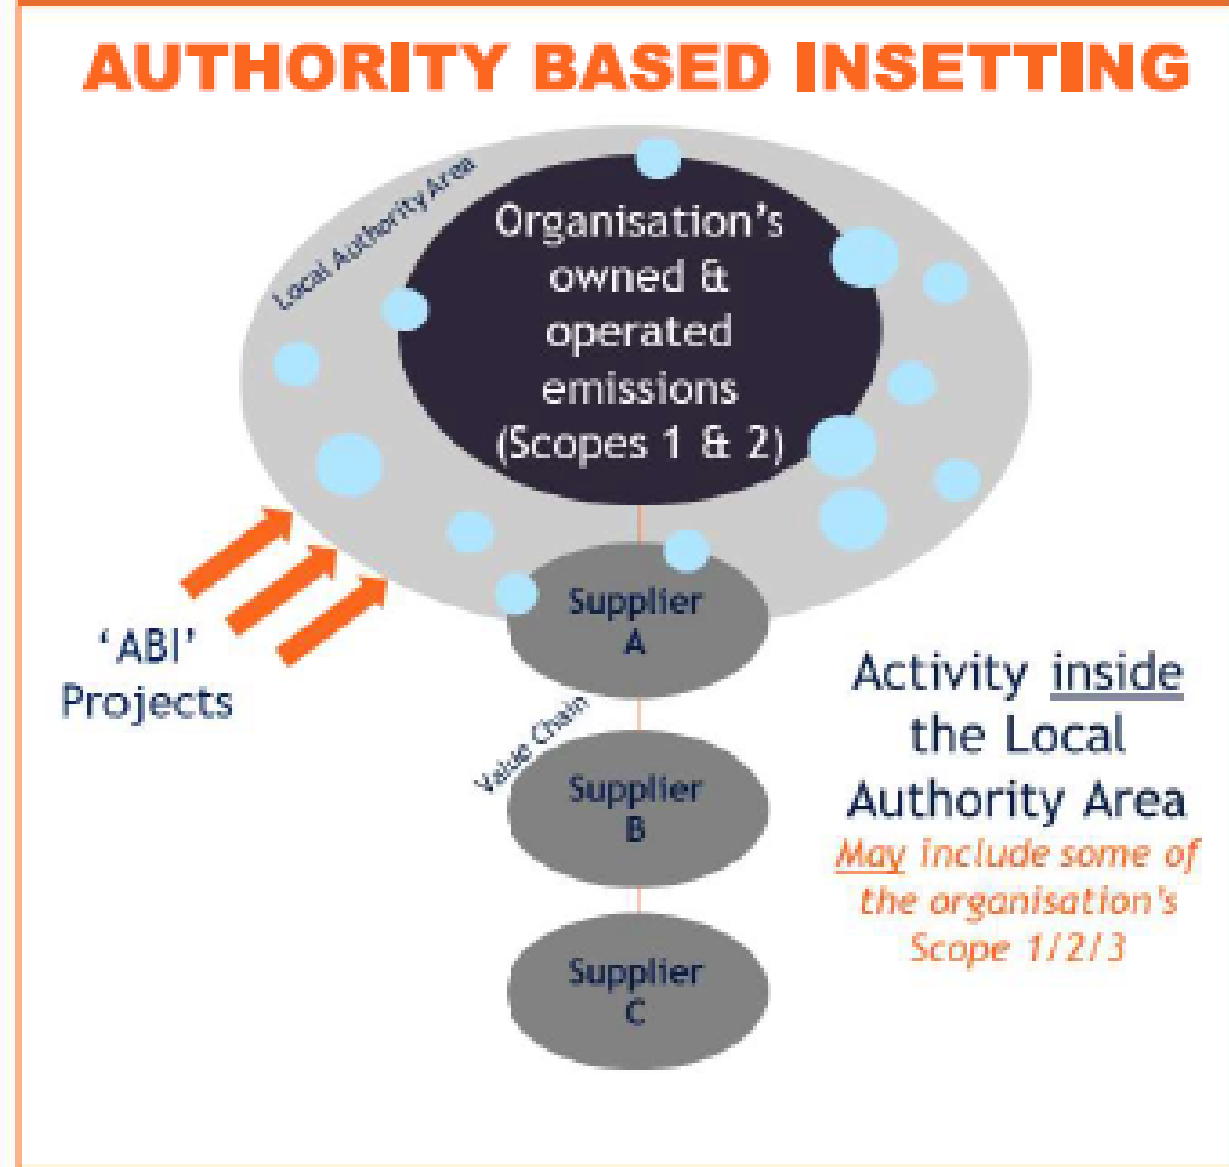 AUTHORITY BASED INSETTING
Local Authority Area
Organisation's
owned &
operated
emissions
(Scopes 1 & 2)
'ABI'
Projects
Supplier
A
Value Chain
Supplier
B
Supplier
C
Activity inside
the Local
Authority Area
May include some of
the organisation's
Scope 1/2/3